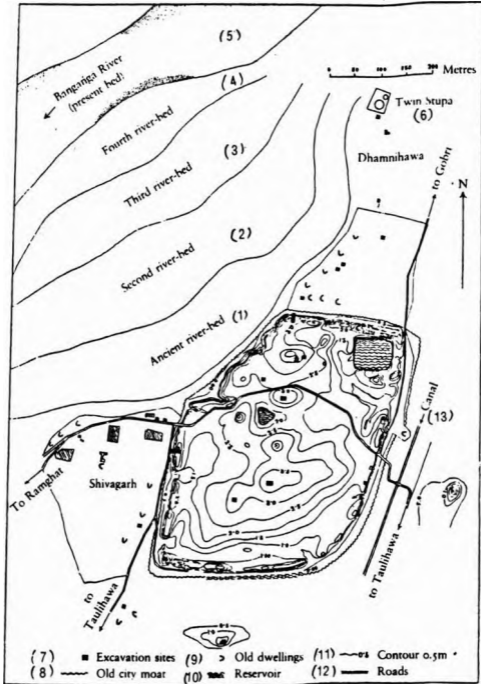 (5)
Banganga River
(present bed)
(4)
Fourth river-bed
(3)
Third river-bed
(2)
Second river-bed
Ancient river-bed (1)
Metres
Twin Stupa
(6)
Dhamnihawa
to Gohri
N
Canal
(13)
To Ramghat
Shivagarh
to
Taulihawa
to Taulihawa
(7) Excavation sites (9) Old dwellings (11) Contour 0.5m
(8) Old city moat (10) Reservoir (12) Roads